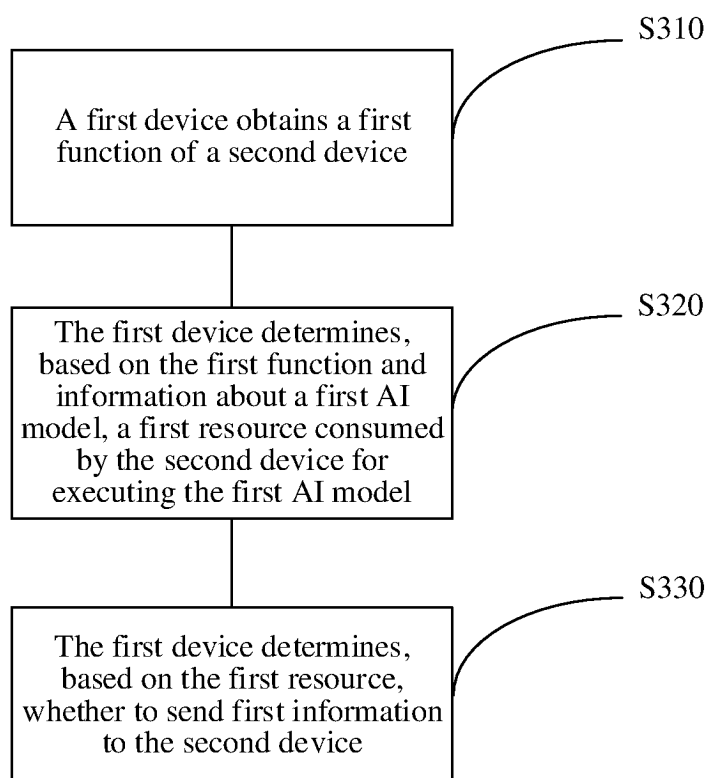 S310
A first device obtains a first
function of a second device
S320
The first device determines,
based on the first function and
information about a first AI
model, a first resource consumed
by the second device for
executing the first AI model
S330
The first device determines,
based on the first resource,
whether to send first information
to the second device